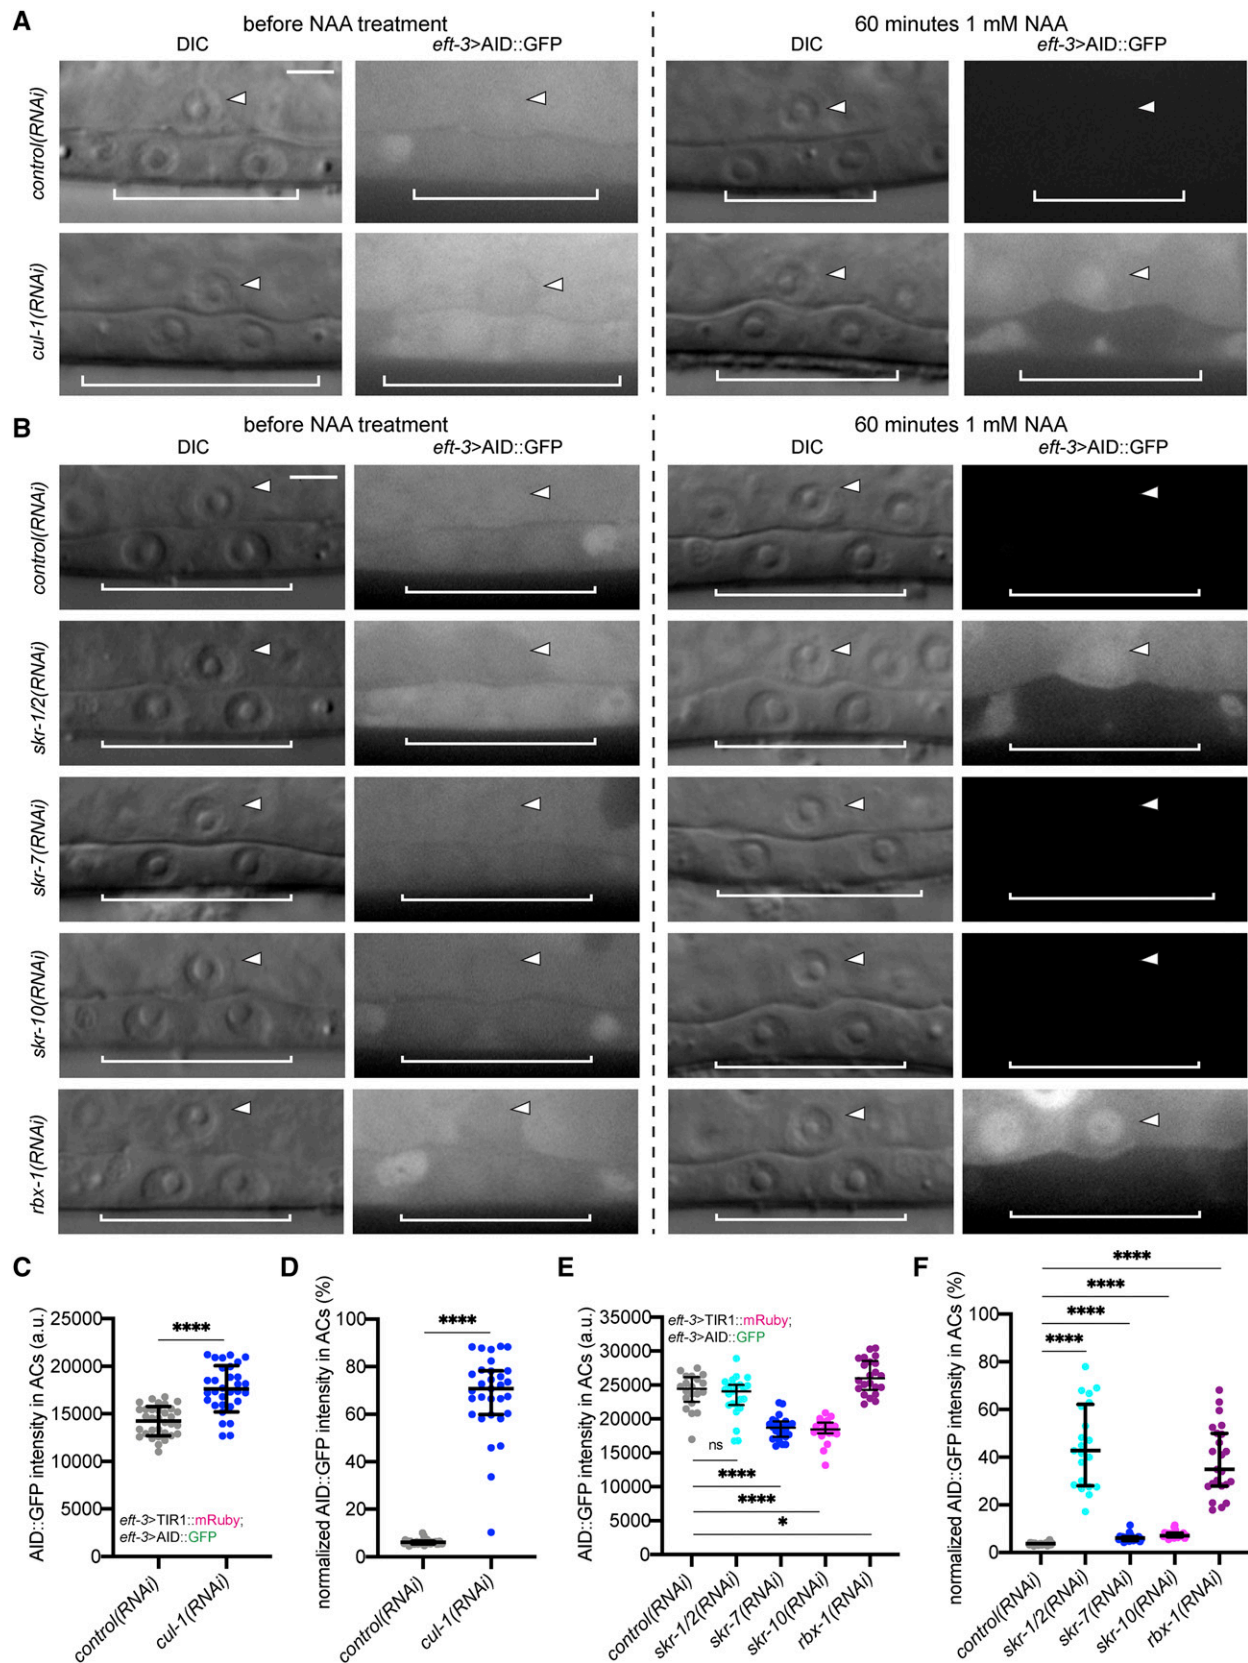 A
before NAA treatment
60 minutes 1 mM NAA
DIC
eft-3>AID::GFP
DIC
eft-3>AID::GFP
control(RNAi)
cul-1(RNAi)
B
before NAA treatment
60 minutes 1 mM NAA
DIC
eft-3>AID::GFP
DIC
eft-3>AID::GFP
control(RNAi)
skr-1/2(RNAi)
skr-7(RNAi)
skr-10(RNAi)
rbx-1(RNAi)
C
AID::GFP intensity in ACs (a.u.)
25000
20000
15000
10000
5000
0
****
eft-3>TIR1::mRuby;
eft-3>AID::GFP
control(RNAi)
cul-1(RNAi)
D
normalized AID::GFP intensity in ACs (%)
100
80
60
40
20
0
****
control(RNAi)
cul-1(RNAi)
E
AID::GFP intensity in ACs (a.u.)
35000
30000
25000
20000
15000
10000
5000
0
eft-3>TIR1::mRuby;
eft-3>AID::GFP
ns
****
****
*
control(RNAi)
skr-1/2(RNAi)
skr-7(RNAi)
skr-10(RNAi)
rbx-1(RNAi)
F
normalized AID::GFP intensity in ACs (%)
100
80
60
40
20
0
****
****
****
****
control(RNAi)
skr-1/2(RNAi)
skr-7(RNAi)
skr-10(RNAi)
rbx-1(RNAi)